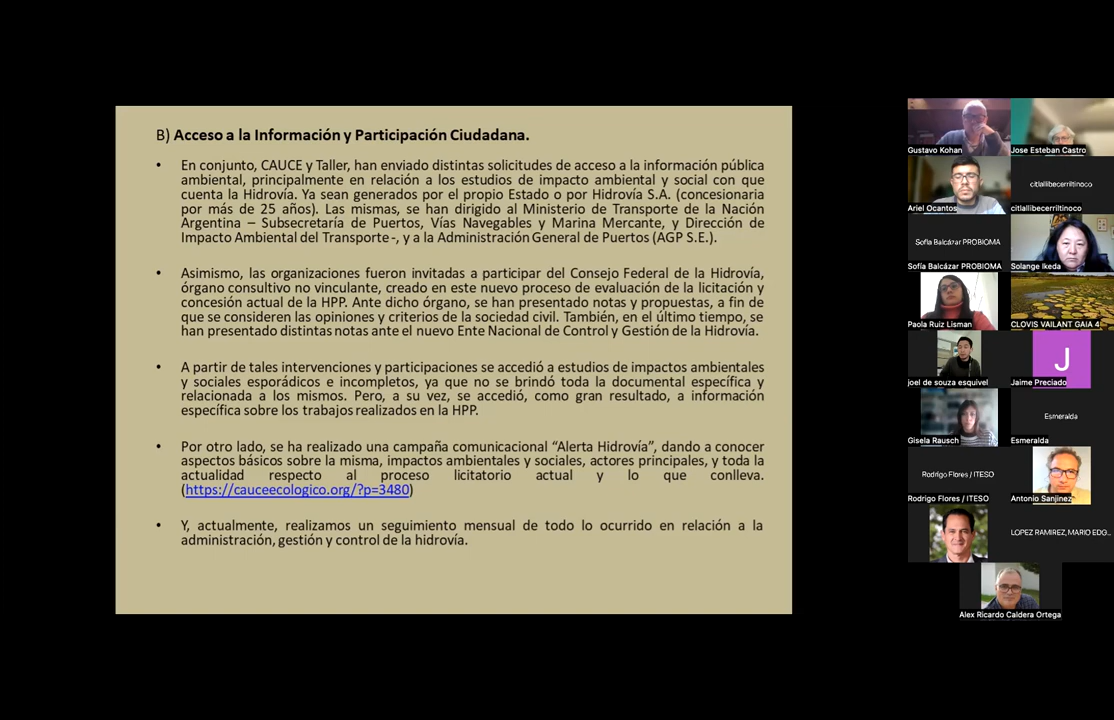 B) Acceso a la Información y Participación Ciudadana.
• En conjunto, CAUCE y Taller, han enviado distintas solicitudes de acceso a la información pública
ambiental, principalmente en relación a los estudios de impacto ambiental y social con que
cuenta la Hidrovía. Ya sean generados por el propio Estado o por Hidrovía S.A. (concesionaria
por más de 25 años). Las mismas, se han dirigido al Ministerio de Transporte de la Nación
Argentina – Subsecretaría de Puertos, Vías Navegables y Marina Mercante, y Dirección de
Impacto Ambiental del Transporte-, y a la Administración General de Puertos (AGP S.E.).
• Asimismo, las organizaciones fueron invitadas a participar del Consejo Federal de la Hidrovía,
órgano consultivo no vinculante, creado en este nuevo proceso de evaluación de la licitación y
concesión actual de la HPP. Ante dicho órgano, se han presentado notas y propuestas, a fin de
que se consideren las opiniones y criterios de la sociedad civil. También, en el último tiempo, se
han presentado distintas notas ante el nuevo Ente Nacional de Control y Gestión de la Hidrovía.
• A partir de tales intervenciones y participaciones se accedió a estudios de impactos ambientales
y sociales esporádicos e incompletos, ya que no se brindó toda la documental específica y
relacionada a los mismos. Pero, a su vez, se accedió, como gran resultado, a información
específica sobre los trabajos realizados en la HPP.
• Por otro lado, se ha realizado una campaña comunicacional “Alerta Hidrovía”, dando a conocer
aspectos básicos sobre la misma, impactos ambientales y sociales, actores principales, y toda la
actualidad respecto al proceso licitatorio actual y lo que conlleva.
(https://cauceecologico.org/?p=3480)
• Y, actualmente, realizamos un seguimiento mensual de todo lo ocurrido en relación a la
administración, gestión y control de la hidrovía.
Gustavo Kohan
Jose Esteban Castro
Ariel Ocantos
citlallibecerriltinoco
citlallibecerriltinoco
Sofía Balcázar PROBIOMA
Sofía Balcázar PROBIOMA
Solange Ikeda
Paola Ruiz Lisman
CLOVIS VAILANT GAIA 4
joel de souza esquivel
J
Jaime Preciado
Gisela Rausch
Esmeralda
Esmeralda
Rodrigo Flores / ITESO
Rodrigo Flores / ITESO
Antonio Sanjinez
LOPEZ RAMIREZ, MARIO EDG...
Alex Ricardo Caldera Ortega